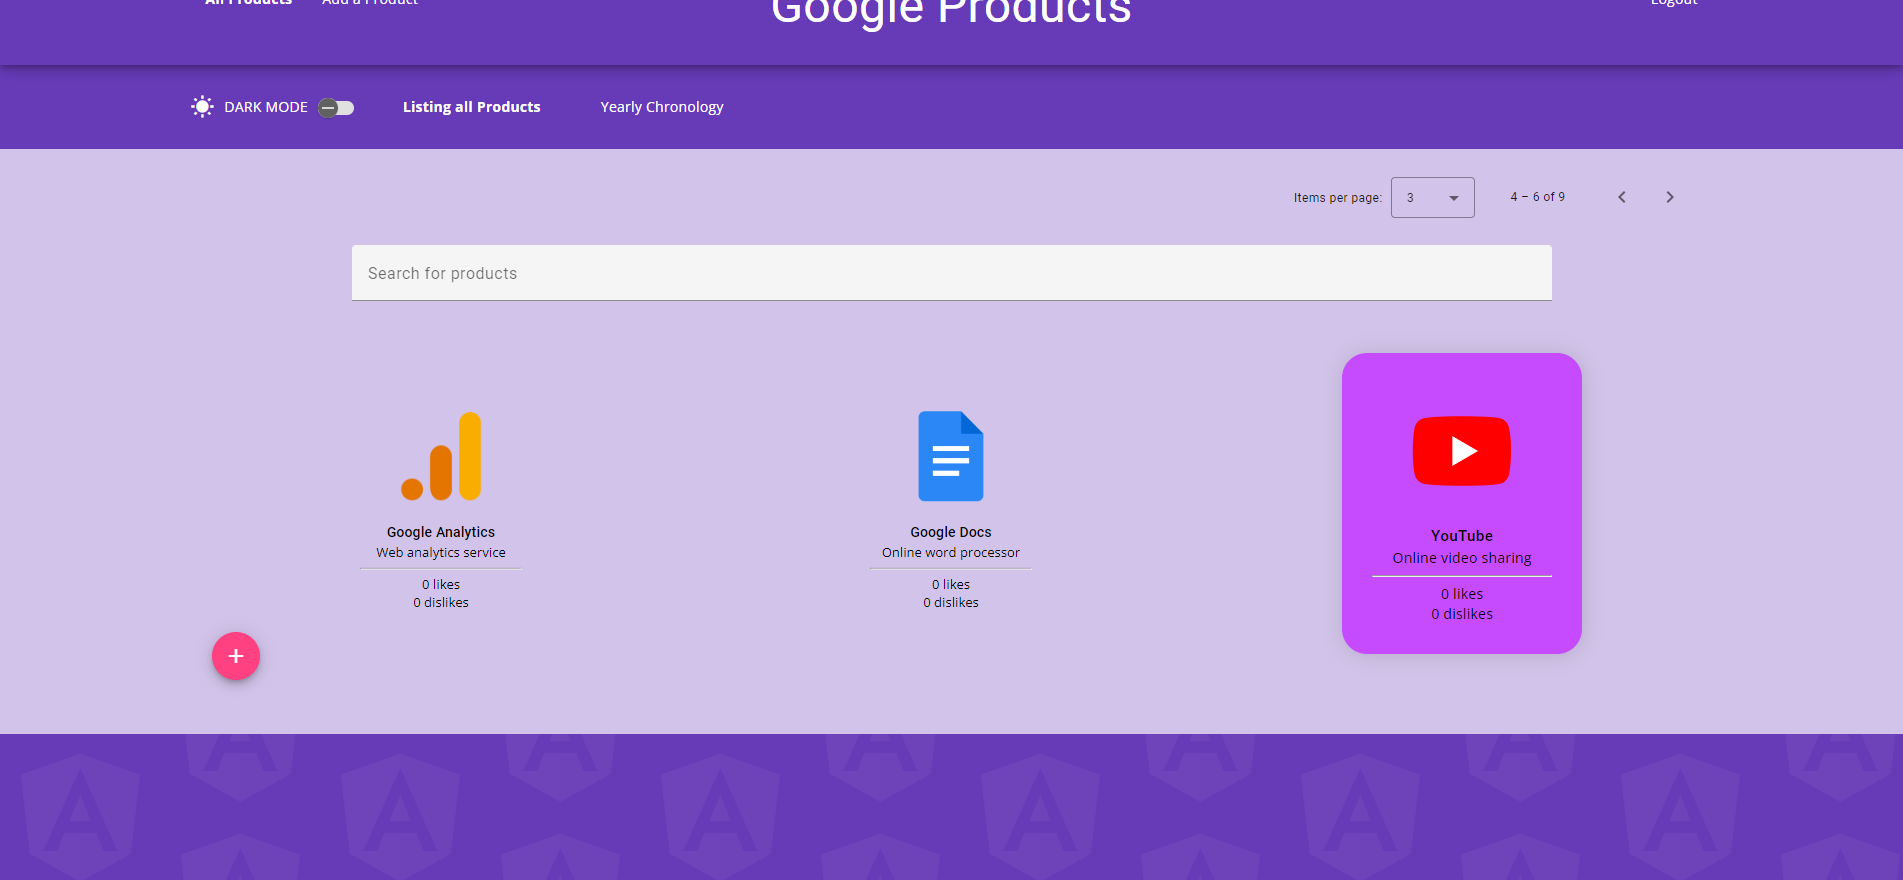 All Products Add a Product Google Products Logout
DARK MODE Listing all Products Yearly Chronology
Items per page: 3 4 – 6 of 9
Search for products
Google Analytics
Web analytics service
0 likes
0 dislikes
Google Docs
Online word processor
0 likes
0 dislikes
YouTube
Online video sharing
0 likes
0 dislikes